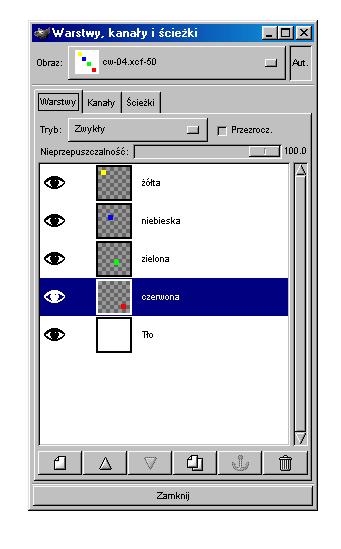 Warstwy, kanały i ścieżki
Obraz: cw-04.xcf-50 Aut.
Warstwy Kanały Ścieżki
Tryb: Zwykły Przezrocz.
Nieprzepuszczalność: 100.0
żółta
niebieska
zielona
czerwona
Tło
Zamknij